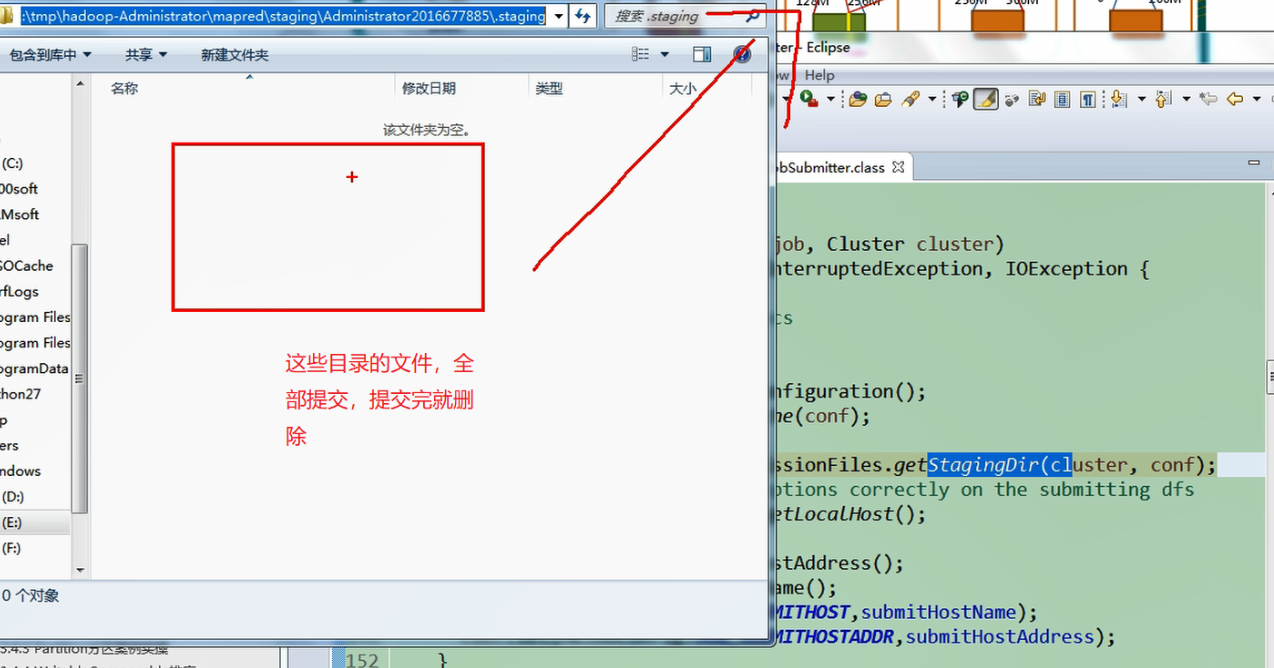 :\tmp\hadoop-Administrator\mapred\staging\Administrator2016677885\.staging
搜索 .staging
128M 256M
ter - Eclipse
包含到库中
共享
新建文件夹
ow Help
名称
修改日期
类型
大小
该文件夹为空。
(C:)
00soft
Msoft
el
SOCache
rfLogs
ogram Files
ogram Files
ogramData
thon27
p
ers
ndows
(D:)
(E:)
(F:)
这些目录的文件，全
部提交，提交完就删
除
0 个对象
obSubmitter.class
job, Cluster cluster)
nterruptedException, IOException {
cs
nfiguration();
me(conf);
ssionFiles.getStagingDir(cluster, conf);
ptions correctly on the submitting dfs
etLocalHost();
stAddress();
ame();
MITHOST,submitHostName);
MITHOSTADDR,submitHostAddress);
152 }
3.4.3 Partition分区案例实操